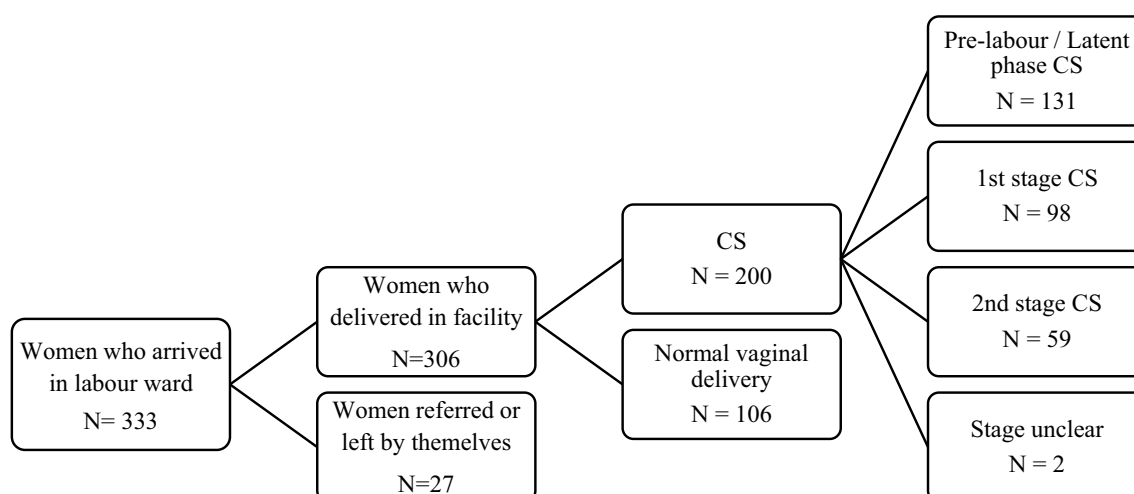 Women who arrived
in labour ward
N= 333
Women who
delivered in facility
N=306
Women referred or
left by themelves
N=27
CS
N = 200
Normal vaginal
delivery
N = 106
Pre-labour / Latent
phase CS
N = 131
1st stage CS
N = 98
2nd stage CS
N = 59
Stage unclear
N = 2